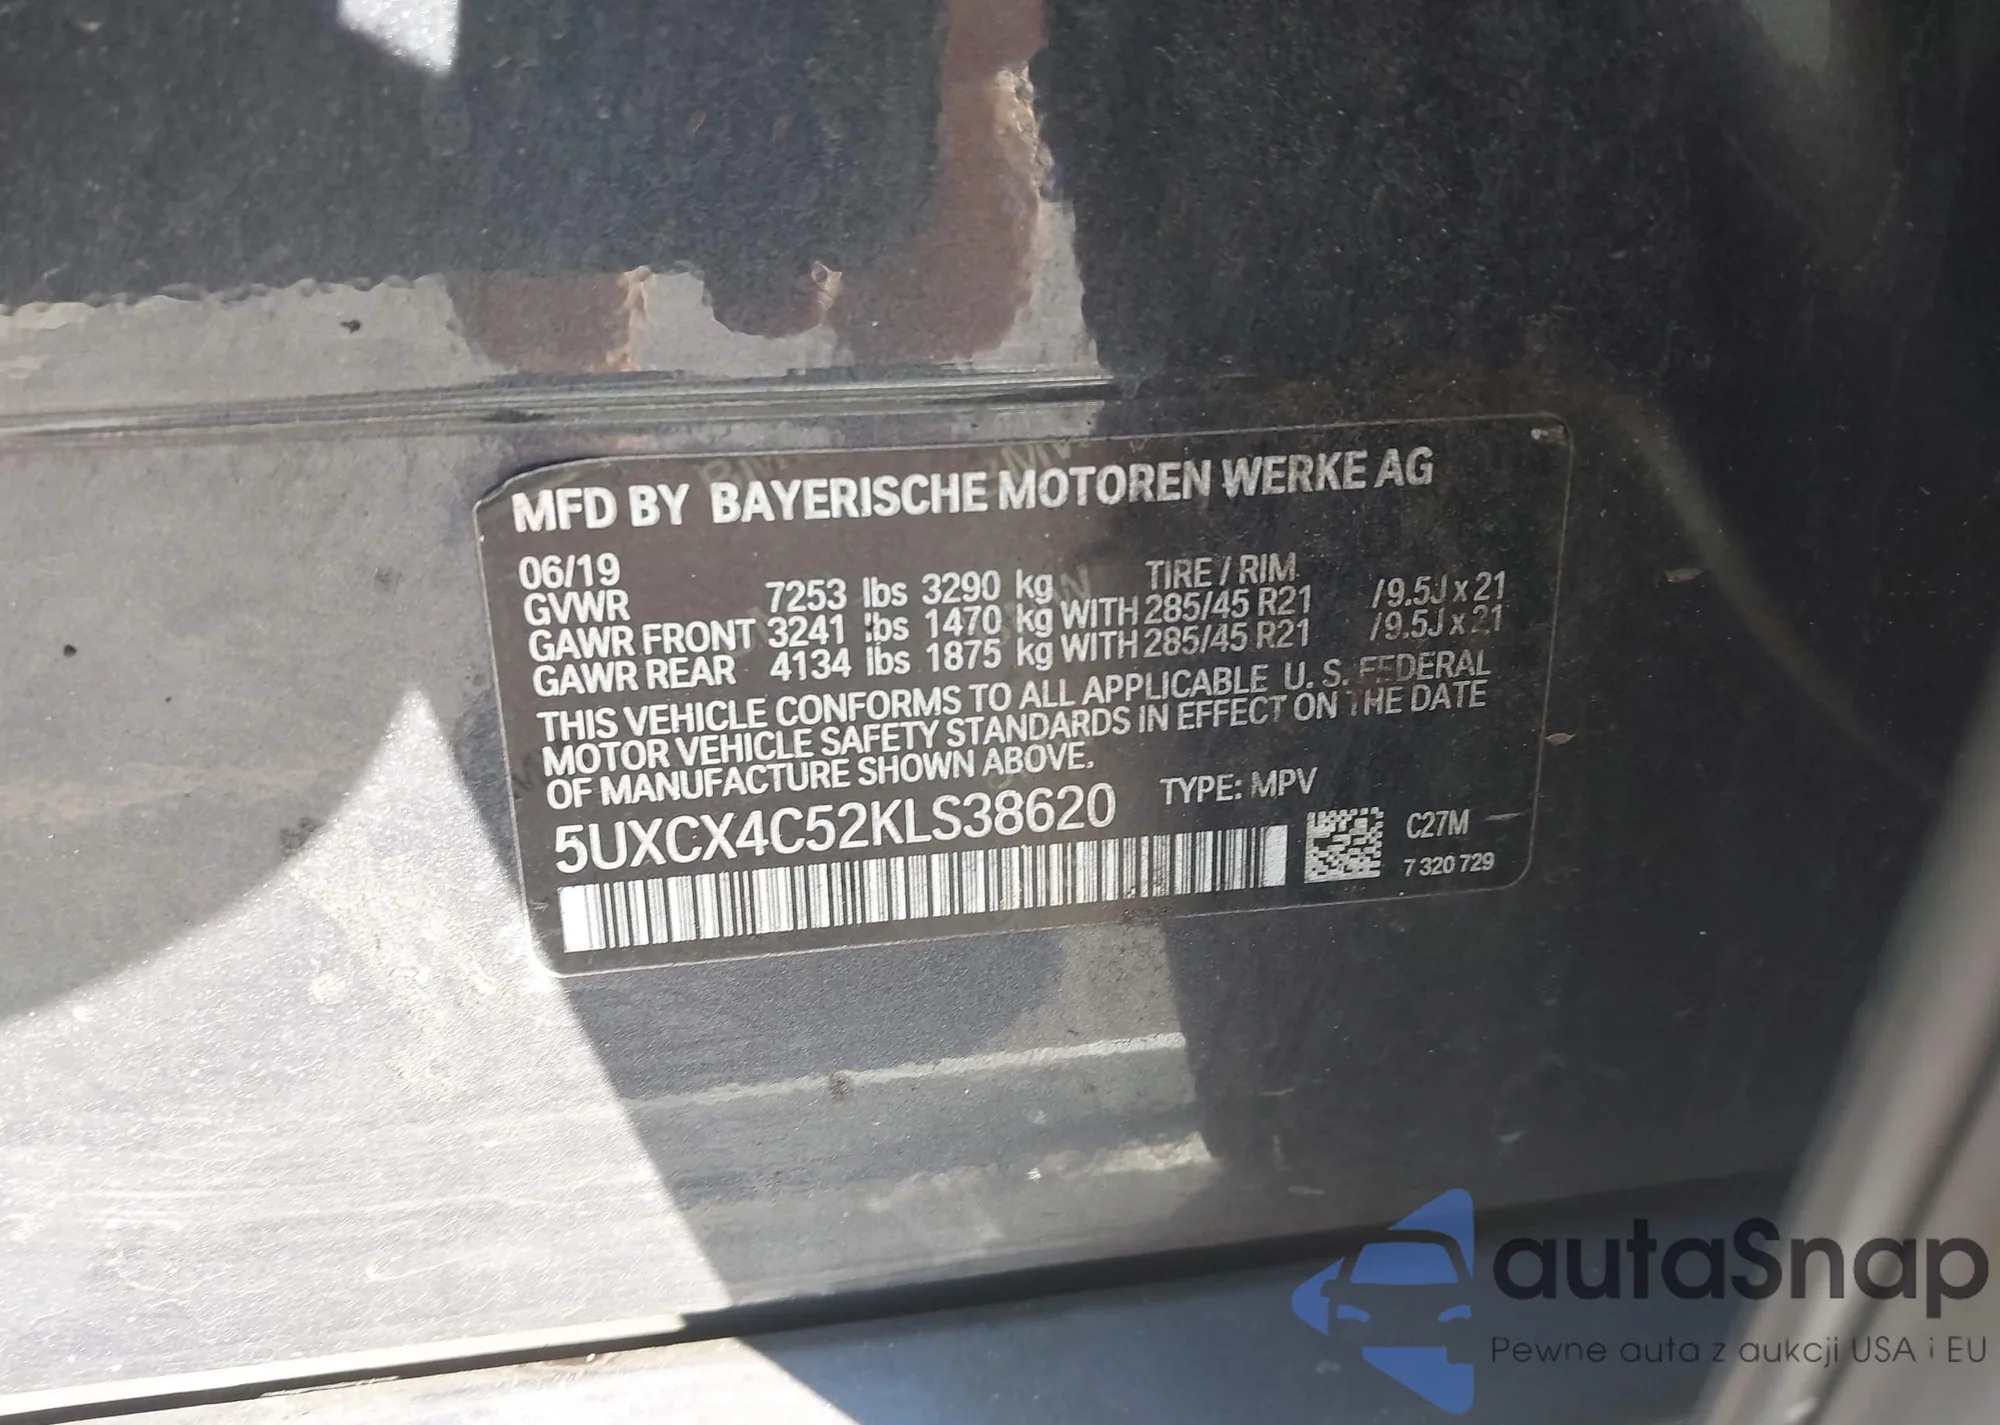 MFD BY BAYERISCHE MOTOREN WERKE AG
06/19 TIRE / RIM
GVWR 7253 lbs 3290 kg
GAWR FRONT 3241 lbs 1470 kg WITH 285/45 R21 /9.5J x 21
GAWR REAR 4134 lbs 1875 kg WITH 285/45 R21 /9.5J x 21
THIS VEHICLE CONFORMS TO ALL APPLICABLE U. S. FEDERAL
MOTOR VEHICLE SAFETY STANDARDS IN EFFECT ON THE DATE
OF MANUFACTURE SHOWN ABOVE.
5UXCX4C52KLS38620 TYPE: MPV
C27M
7 320 729
autaSnap
Pewne auta z aukcji USA i EU